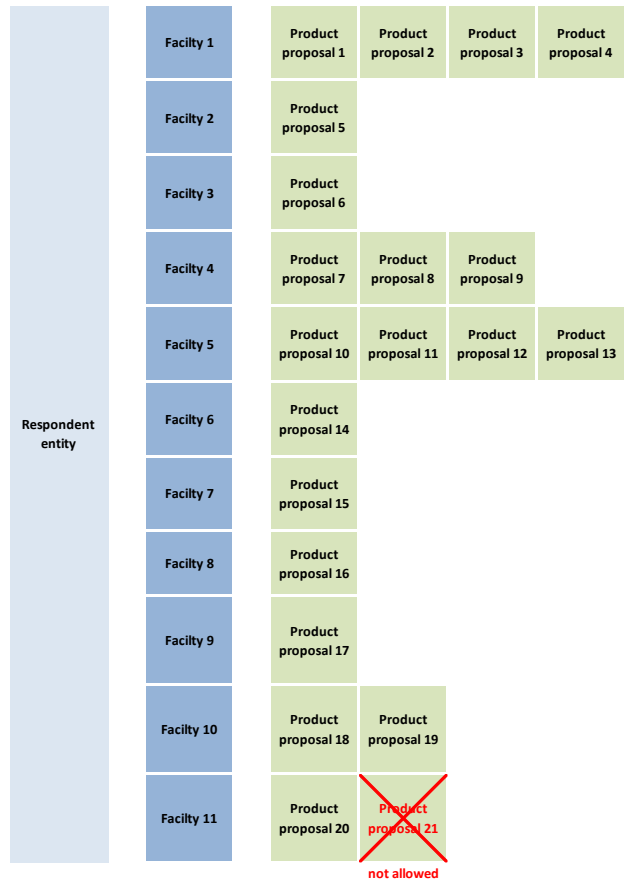 Respondent
entity
Facilty 1
Product
proposal 1
Product
proposal 2
Product
proposal 3
Product
proposal 4
Facilty 2
Product
proposal 5
Facilty 3
Product
proposal 6
Facilty 4
Product
proposal 7
Product
proposal 8
Product
proposal 9
Facilty 5
Product
proposal 10
Product
proposal 11
Product
proposal 12
Product
proposal 13
Facilty 6
Product
proposal 14
Facilty 7
Product
proposal 15
Facilty 8
Product
proposal 16
Facilty 9
Product
proposal 17
Facilty 10
Product
proposal 18
Product
proposal 19
Facilty 11
Product
proposal 20
Product
proposal 21
not allowed